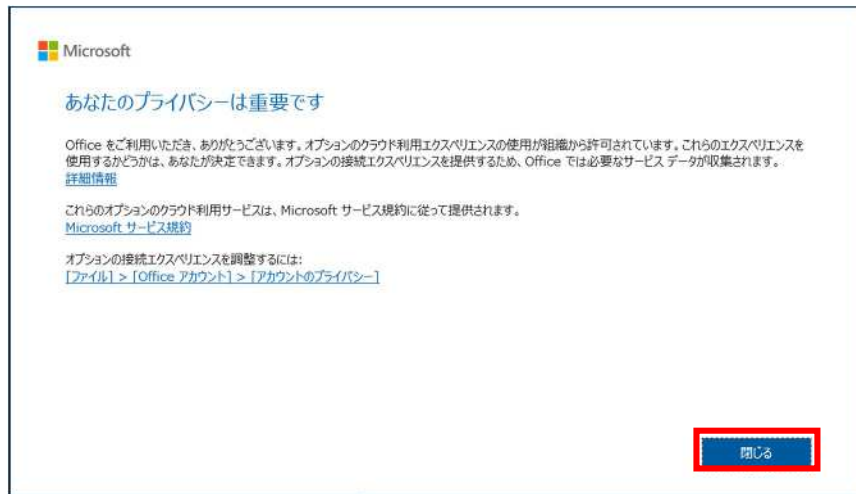 Microsoft
あなたのプライバシーは重要です
Office をご利用いただき、ありがとうございます。オプションのクラウド利用エクスペリエンスの使用が組織から許可されています。これらのエクスペリエンスを
使用するかどうかは、あなたが決定できます。オプションの接続エクスペリエンスを提供するため、Office では必要なサービス データが収集されます。
詳細情報
これらのオプションのクラウド利用サービスは、Microsoft サービス規約に従って提供されます。
Microsoft サービス規約
オプションの接続エクスペリエンスを調整するには:
[ファイル] > [Office アカウント] > [アカウントのプライバシー]
閉じる